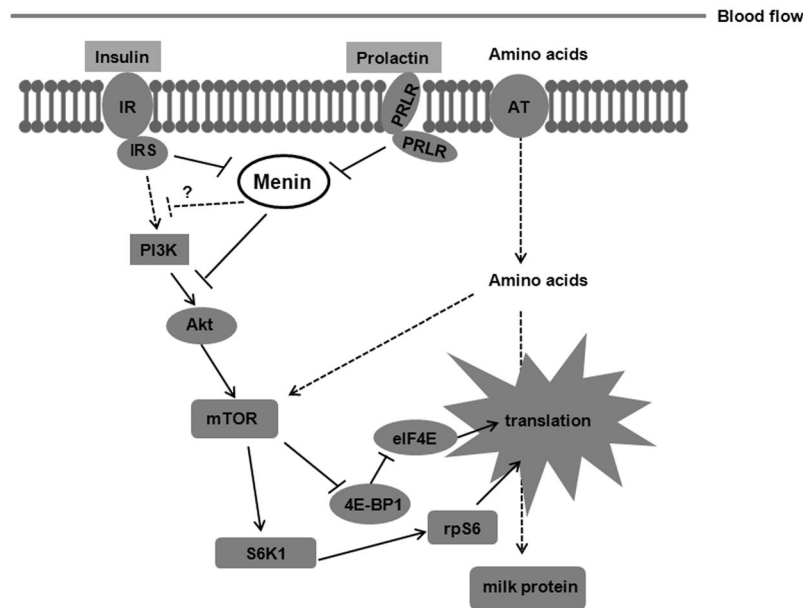 Blood flow
Insulin
Prolactin
Amino acids
IR
PRLR
AT
IRS
PRLR
Menin
?
PI3K
Amino acids
Akt
mTOR
eIF4E
translation
4E-BP1
rpS6
S6K1
milk protein